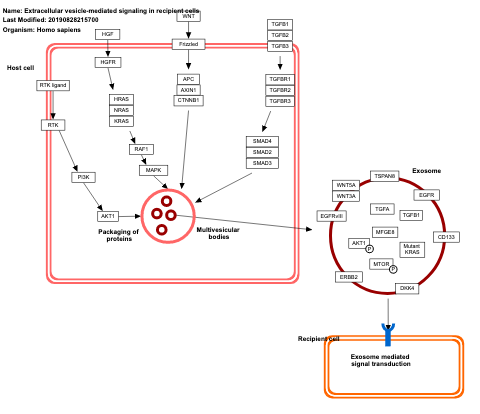 Name: Extracellular vesicle-mediated signaling in recipient cells
Last Modified: 20190828215700
Organism: Homo sapiens
WNT
HGF
TGFB1
TGFB2
TGFB3
Frizzled
HGFR
Host cell
RTK ligand
APC
AXIN1
CTNNB1
TGFBR1
TGFBR2
TGFBR3
HRAS
NRAS
KRAS
RTK
RAF1
SMAD4
SMAD2
SMAD3
MAPK
PI3K
AKT1
Packaging of
proteins
Multivesicular
bodies
Exosome
TSPAN8
WNT5A
WNT3A
EGFR
EGFRvIII
TGFA
TGFB1
MFGE8
CD133
AKT1
P
Mutant
KRAS
MTOR
P
ERBB2
DKK4
Recipient cell
Exosome mediated
signal transduction